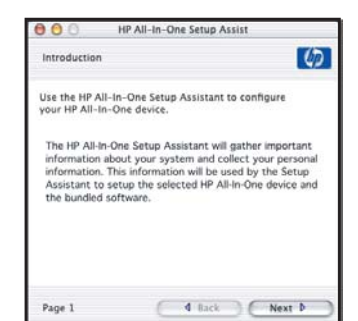 HP All-In-One Setup Assist
Introduction
hp
Use the HP All-In-One Setup Assistant to configure
your HP All-In-One device.
The HP All-In-One Setup Assistant will gather important
information about your system and collect your personal
information. This information will be used by the Setup
Assistant to setup the selected HP All-In-One device and
the bundled software.
Page 1
Back
Next